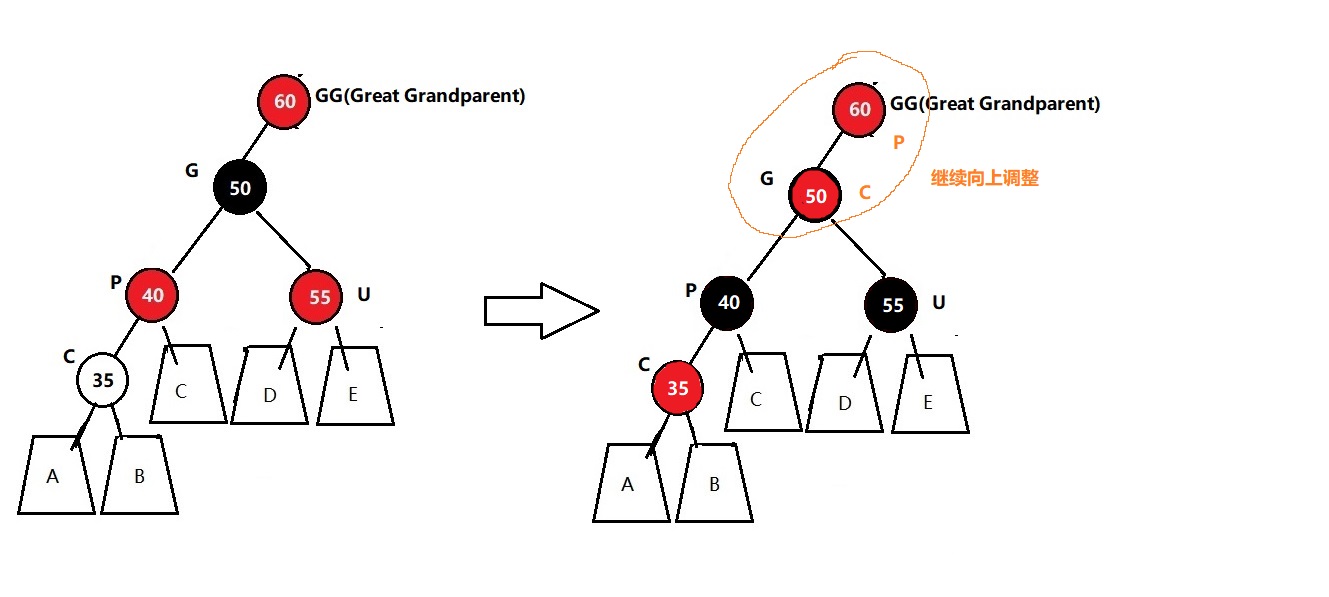 60 GG(Great Grandparent)
G 50
P 40
55 U
C 35
C
D
E
A
B
60 GG(Great Grandparent)
P
G 50 C
继续向上调整
P 40
55 U
C 35
C
D
E
A
B